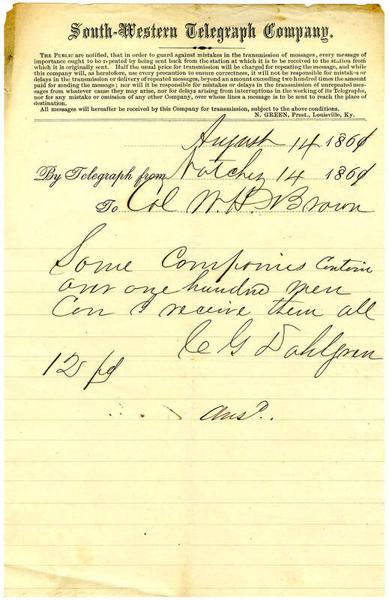 South-Western Telegraph Company.
THE PUBLIC are notified, that in order to guard against mistakes in the transmission of messages, every message of
importance ought to be repeated by being sent back from the station at which it is to be received to the station from
which it is originally sent. Half the usual price for transmission will be charged for repeating the message, and while
this company will, as heretofore, use every precaution to ensure correctness, it will not be responsible for mistakes or
delays in the transmission or delivery of repeated messages, beyond an amount exceeding two hundred times the amount
paid for sending the message; nor will it be responsible for mistakes or delays in the transmission of unrepeated messages
from whatever cause they may arise, nor for delays arising from interruptions in the working of its Telegraphs,
nor for any mistake or omission of any other Company, over whose lines a message is to be sent to reach the place of
destination.
All messages will hereafter be received by this Company for transmission, subject to the above conditions.
N. GREEN, Prest., Louisville, Ky.
August 14 186
By Telegraph from Natchez 14 186
To Col W. H. Brown
Some Companies Contain
over one hundred men
Can I receive them all
C G Dahlgren
12 pd
Ansr.